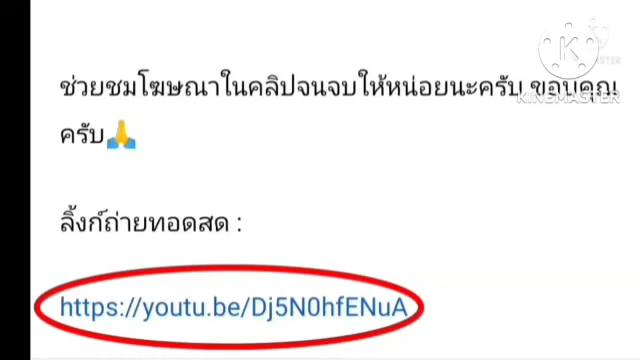 ช่วยชมโฆษณาในคลิปจนจบให้หน่อยนะครับ ขอบคุณ
KINEMASTER
ครับ🙏
ลิ้งก์ถ่ายทอดสด :
https://youtu.be/Dj5N0hfENuA